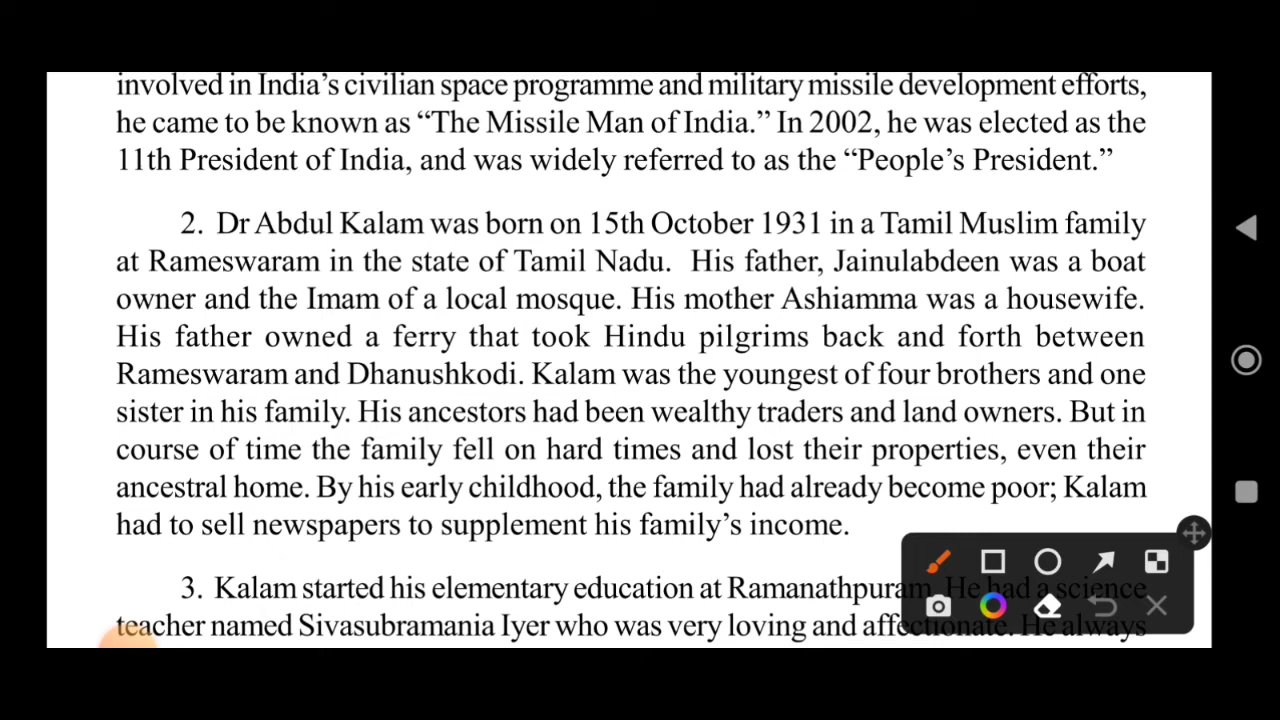 involved in India’s civilian space programme and military missile development efforts,
he came to be known as “The Missile Man of India.” In 2002, he was elected as the
11th President of India, and was widely referred to as the “People’s President.”
2. Dr Abdul Kalam was born on 15th October 1931 in a Tamil Muslim family
at Rameswaram in the state of Tamil Nadu. His father, Jainulabdeen was a boat
owner and the Imam of a local mosque. His mother Ashiamma was a housewife.
His father owned a ferry that took Hindu pilgrims back and forth between
Rameswaram and Dhanushkodi. Kalam was the youngest of four brothers and one
sister in his family. His ancestors had been wealthy traders and land owners. But in
course of time the family fell on hard times and lost their properties, even their
ancestral home. By his early childhood, the family had already become poor; Kalam
had to sell newspapers to supplement his family’s income.
3. Kalam started his elementary education at Ramanathpuram. He had a science
teacher named Sivasubramania Iyer who was very loving and affectionate. He always